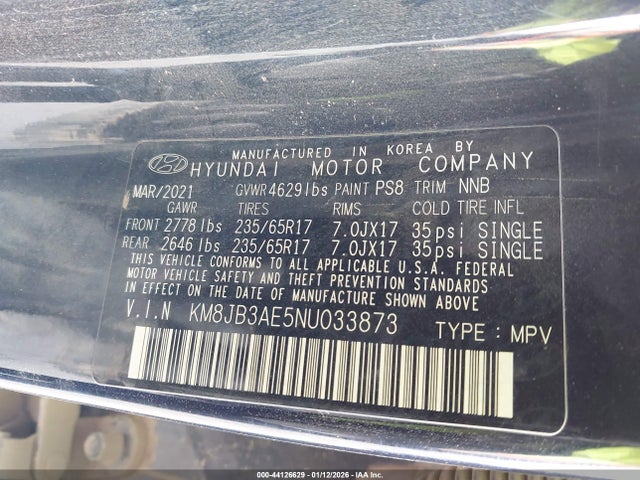 MANUFACTURED IN KOREA BY
HYUNDAI MOTOR COMPANY
MAR/2021 GVWR 4629lbs PAINT PS8 TRIM NNB
GAWR TIRES RIMS COLD TIRE INFL
FRONT 2778 lbs 235/65R17 7.0JX17 35psi SINGLE
REAR 2646 lbs 235/65R17 7.0JX17 35psi SINGLE
THIS VEHICLE CONFORMS TO ALL APPLICABLE U.S.A. FEDERAL
MOTOR VEHICLE SAFETY AND THEFT PREVENTION STANDARDS
IN EFFECT ON THE DATE OF MANUFACTURE SHOWN ABOVE
V.I.N KM8JB3AE5NU033873 TYPE : MPV
000-44126629 - 01/12/2026 - IAA Inc.